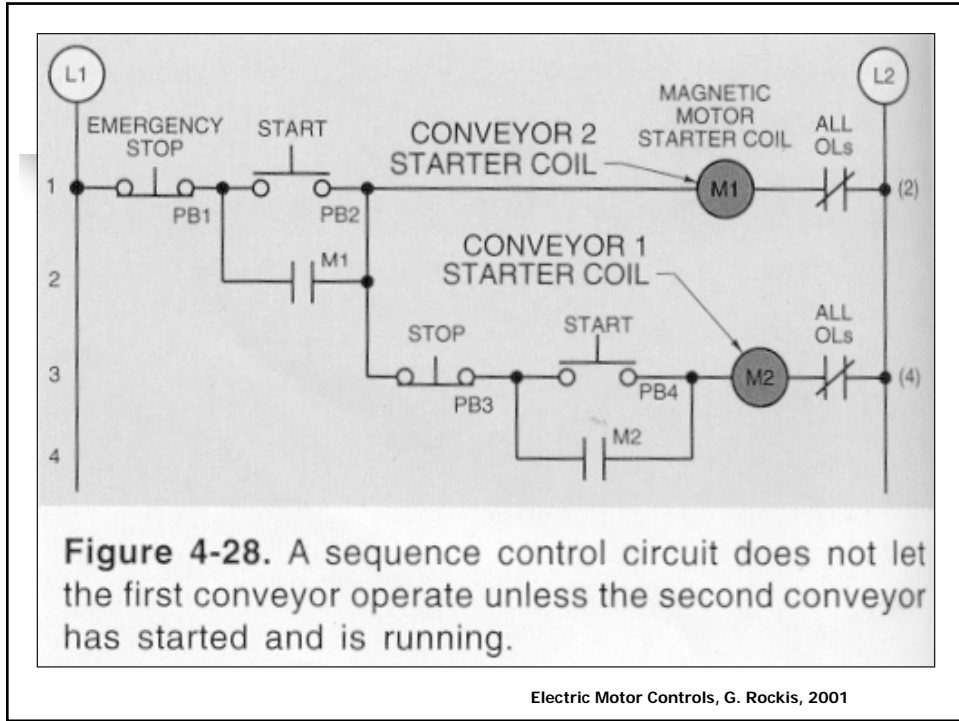 L1
L2
EMERGENCY
STOP
START
CONVEYOR 2
STARTER COIL
MAGNETIC
MOTOR
STARTER COIL
ALL
OLs
1
PB1
PB2
M1
(2)
2
M1
CONVEYOR 1
STARTER COIL
STOP
START
ALL
OLs
3
PB3
PB4
M2
(4)
4
M2
Figure 4-28. A sequence control circuit does not let
the first conveyor operate unless the second conveyor
has started and is running.
Electric Motor Controls, G. Rockis, 2001